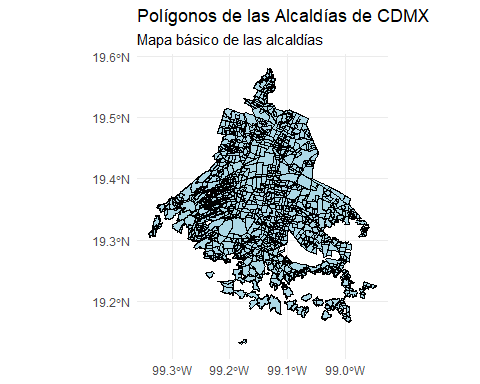 Polígonos de las Alcaldías de CDMX
Mapa básico de las alcaldías
19.6°N
19.5°N
19.4°N
19.3°N
19.2°N
99.3°W 99.2°W 99.1°W 99.0°W